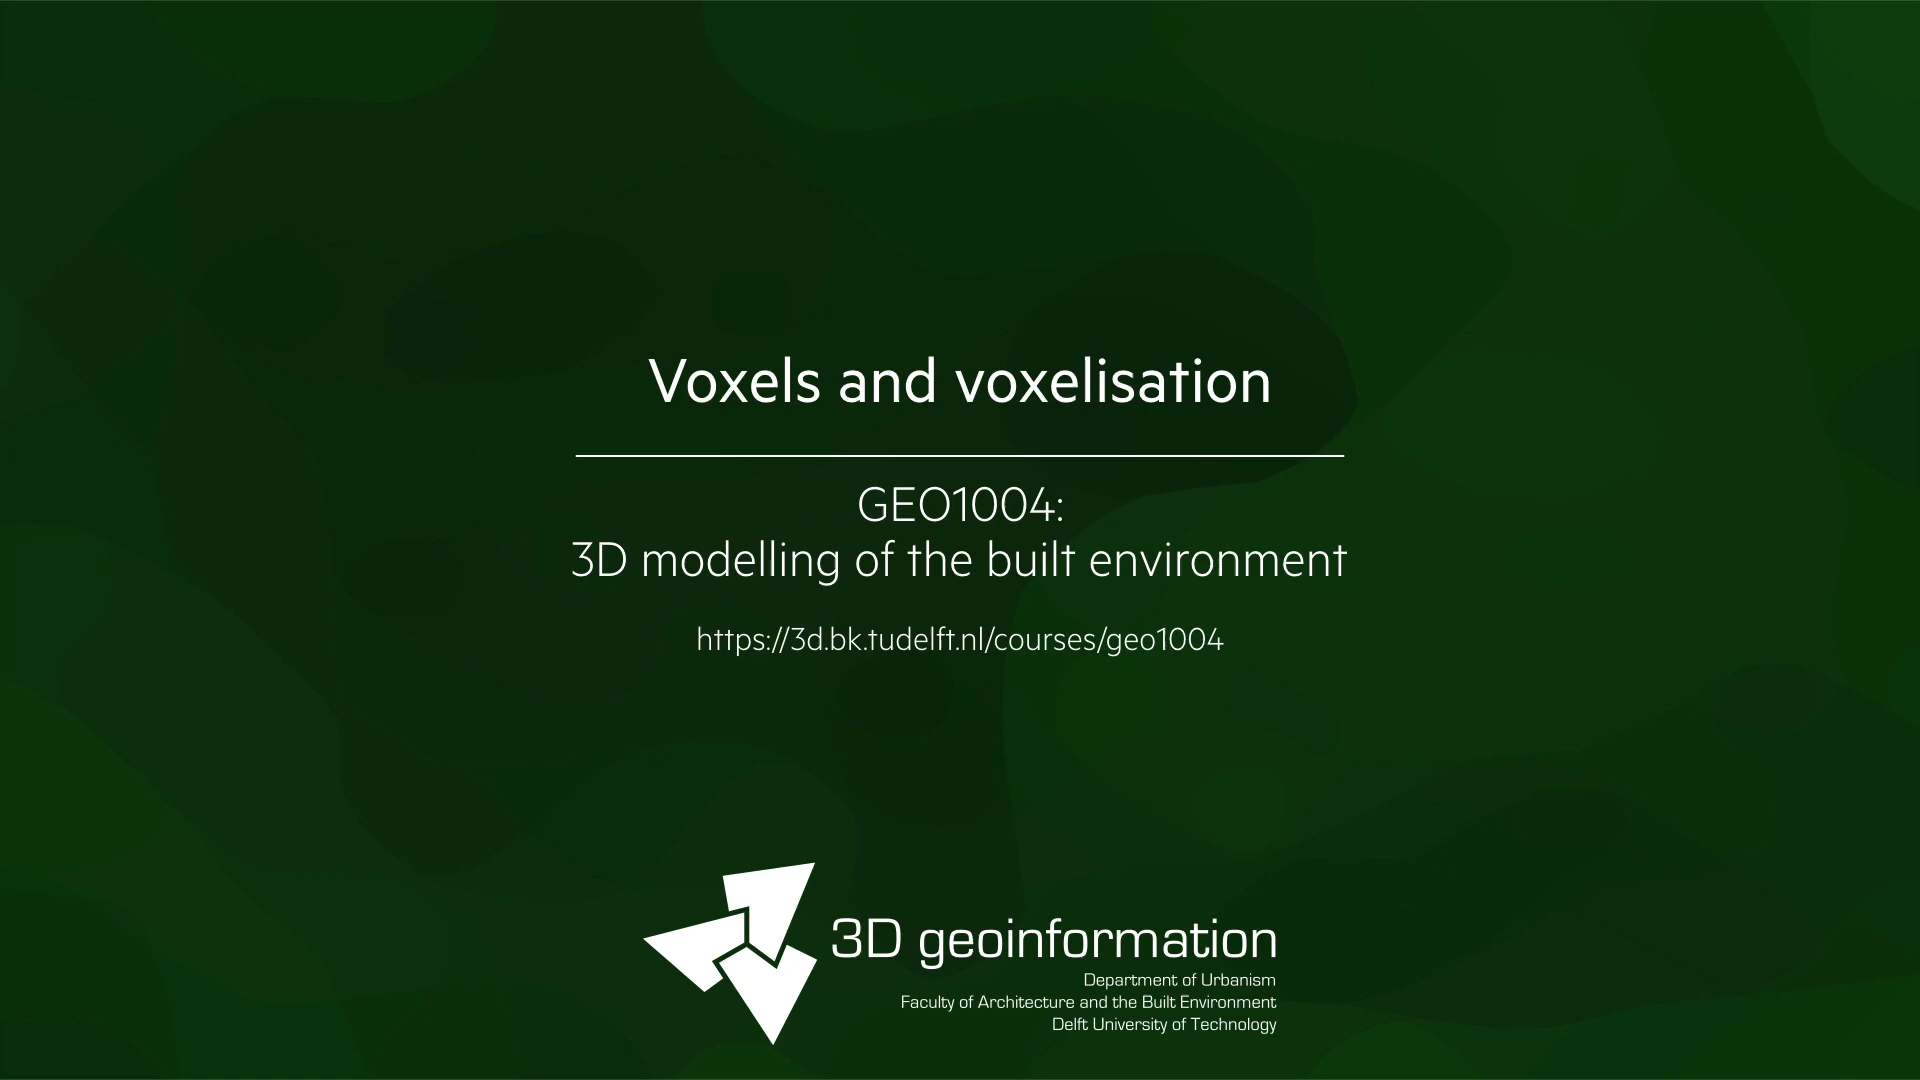 Voxels and voxelisation
GEO1004:
3D modelling of the built environment
https://3d.bk.tudelft.nl/courses/geo1004
3D geoinformation
Department of Urbanism
Faculty of Architecture and the Built Environment
Delft University of Technology